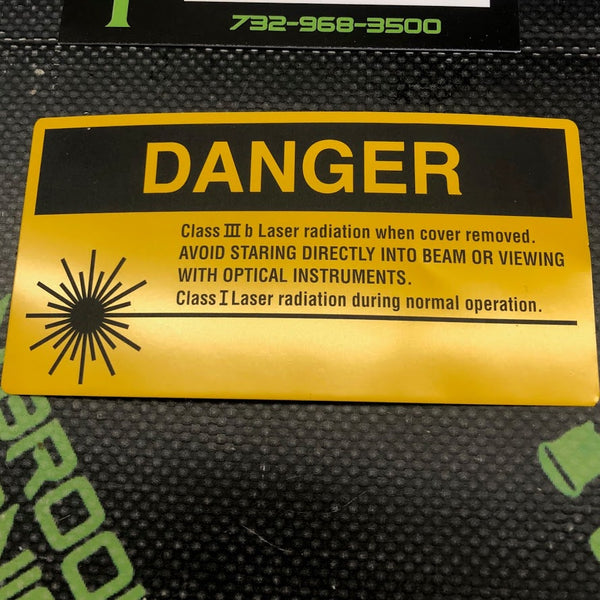 732-968-3500
DANGER
Class III b Laser radiation when cover removed.
AVOID STARING DIRECTLY INTO BEAM OR VIEWING
WITH OPTICAL INSTRUMENTS.
Class I Laser radiation during normal operation.